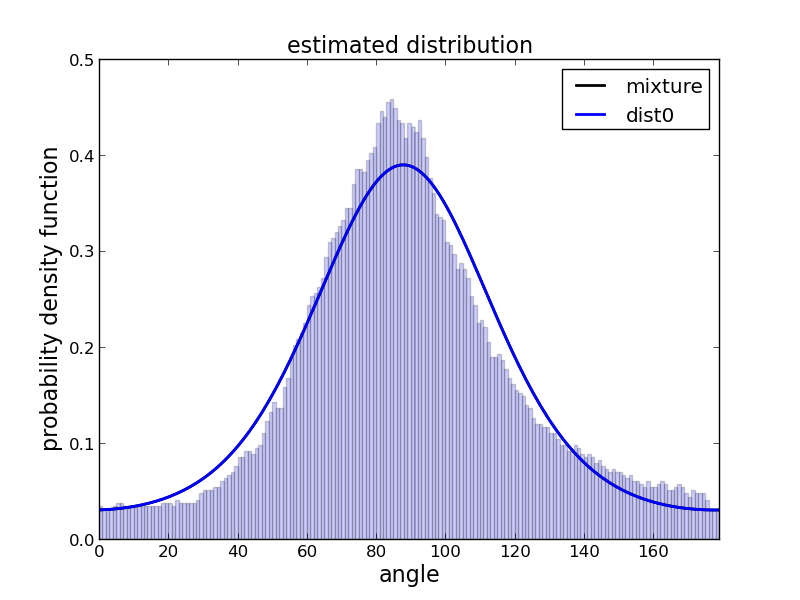 estimated distribution
mixture
dist0
probability density function
0.5
0.4
0.3
0.2
0.1
0.0
0 20 40 60 80 100 120 140 160
angle